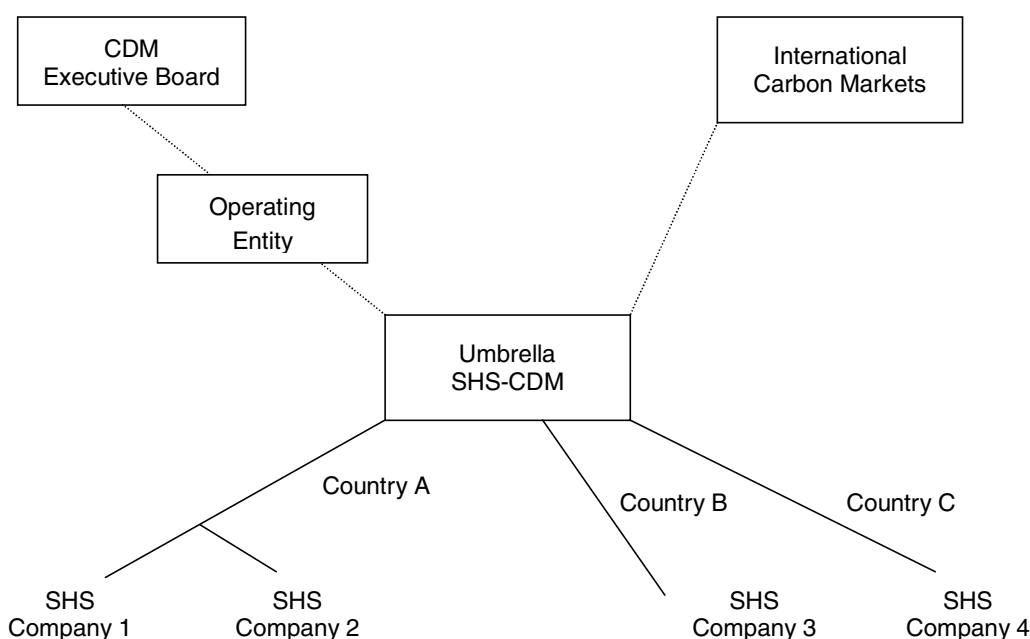 CDM
Executive Board
International
Carbon Markets
Operating
Entity
Umbrella
SHS-CDM
Country A
Country B
Country C
SHS
Company 1
SHS
Company 2
SHS
Company 3
SHS
Company 4